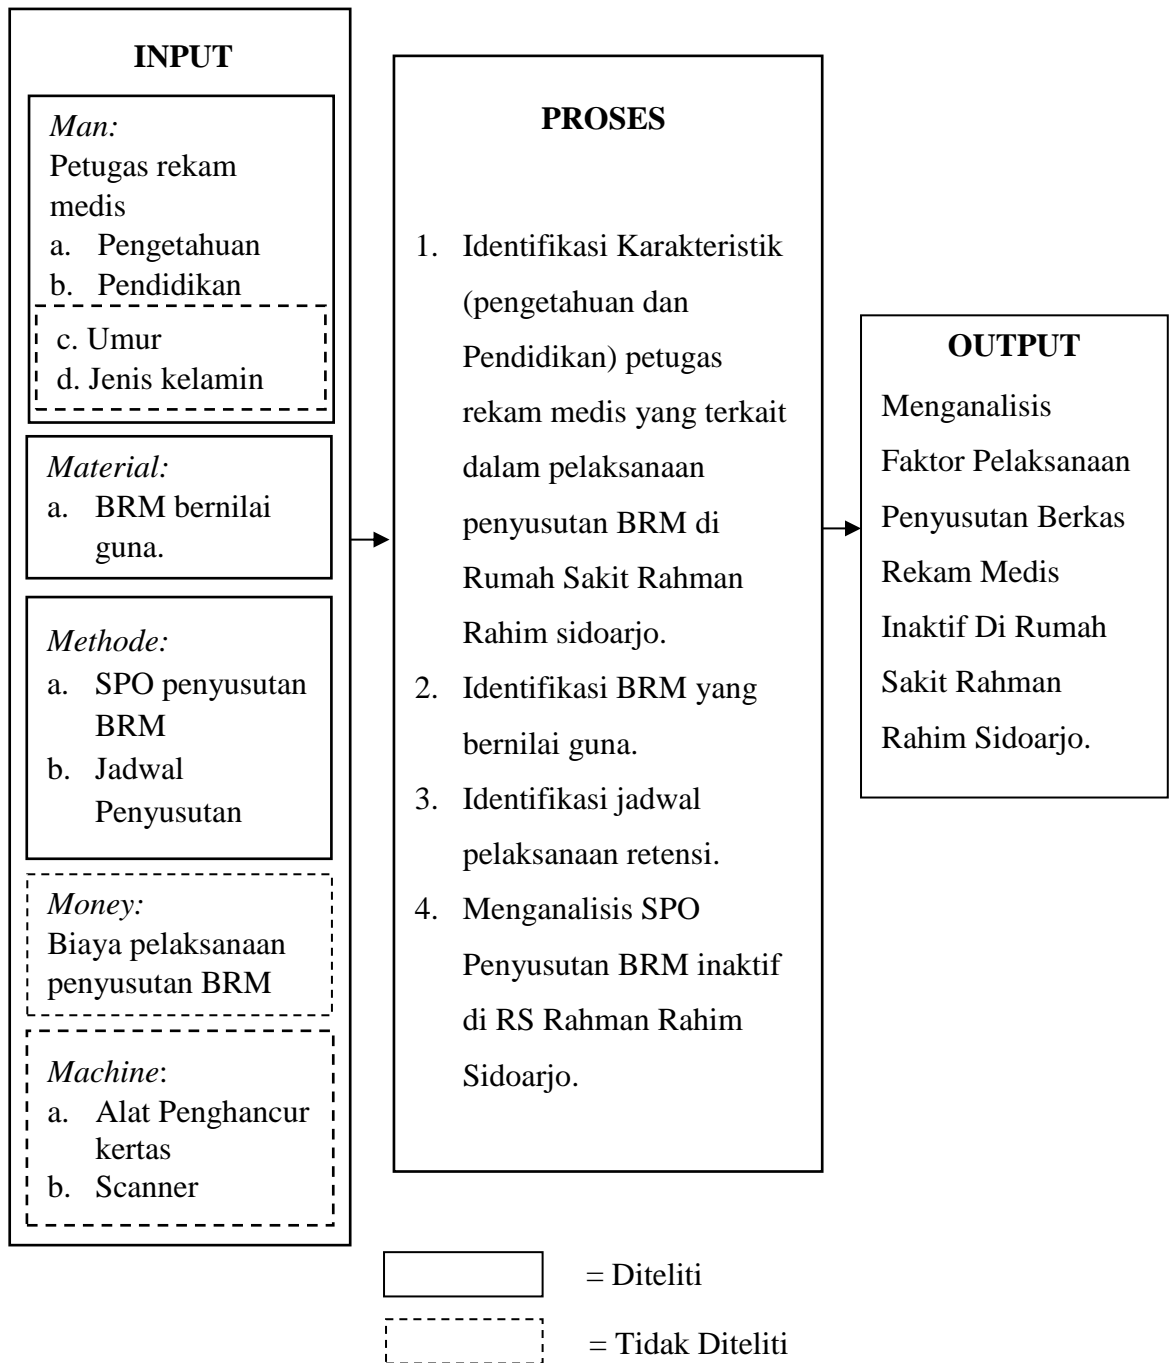 INPUT
Man:
Petugas rekam
medis
a. Pengetahuan
b. Pendidikan
c. Umur
d. Jenis kelamin
Material:
a. BRM bernilai
guna.
Methode:
a. SPO penyusutan
BRM
b. Jadwal
Penyusutan
Money:
Biaya pelaksanaan
penyusutan BRM
Machine:
a. Alat Penghancur
kertas
b. Scanner
PROSES
1. Identifikasi Karakteristik
(pengetahuan dan
Pendidikan) petugas
rekam medis yang terkait
dalam pelaksanaan
penyusutan BRM di
Rumah Sakit Rahman
Rahim sidoarjo.
2. Identifikasi BRM yang
bernilai guna.
3. Identifikasi jadwal
pelaksanaan retensi.
4. Menganalisis SPO
Penyusutan BRM inaktif
di RS Rahman Rahim
Sidoarjo.
OUTPUT
Menganalisis
Faktor Pelaksanaan
Penyusutan Berkas
Rekam Medis
Inaktif Di Rumah
Sakit Rahman
Rahim Sidoarjo.
= Diteliti
= Tidak Diteliti